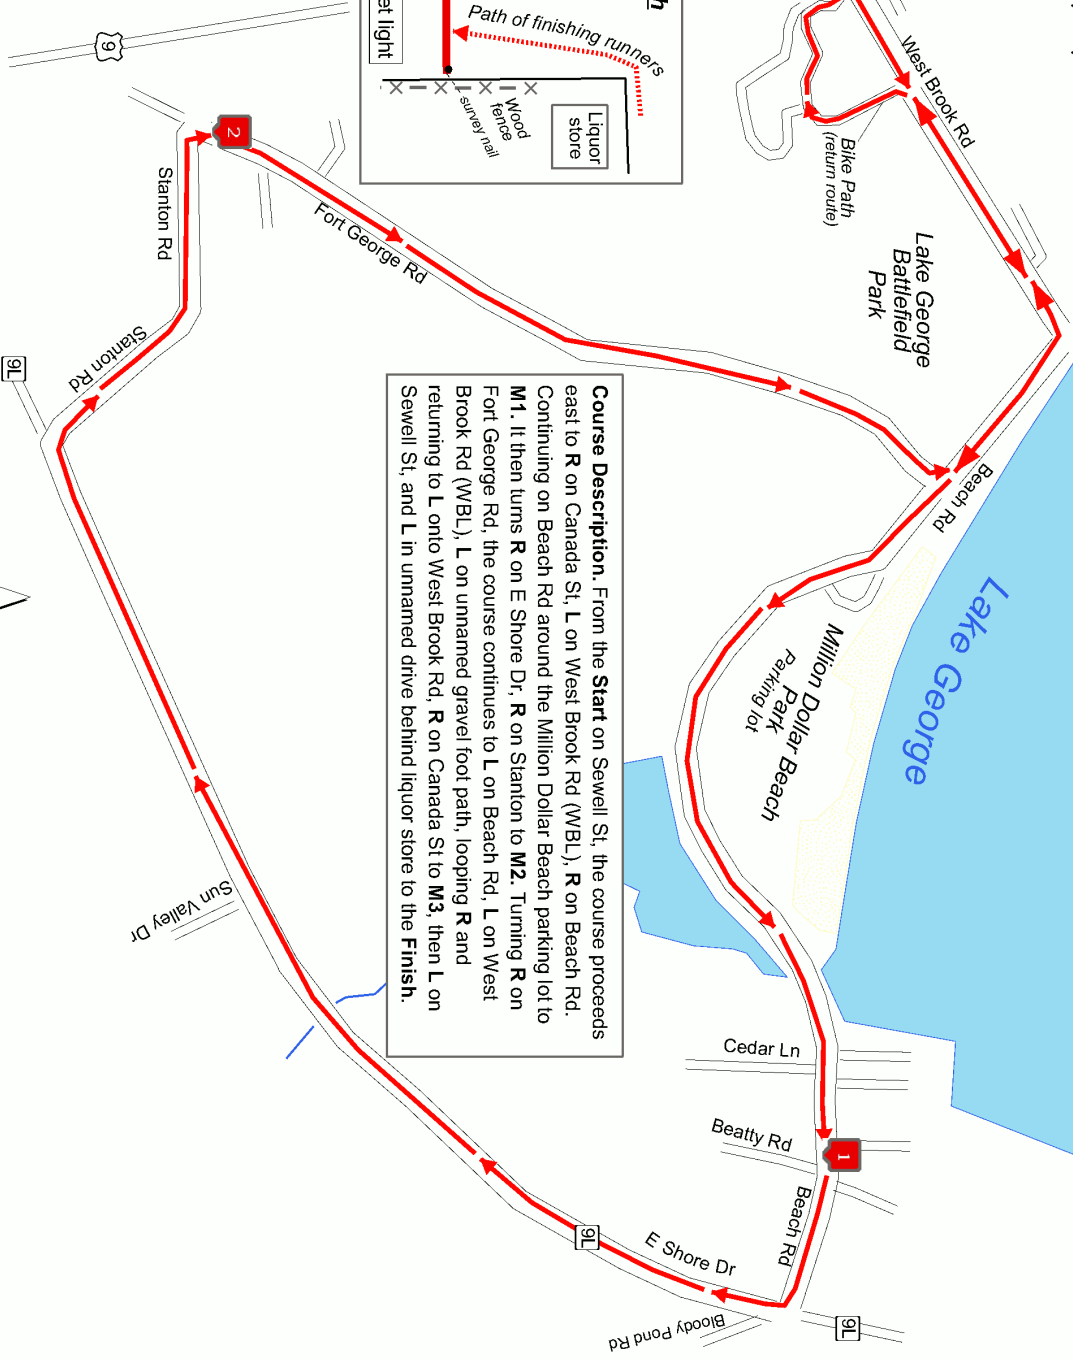 h
Path of finishing runners
et light
Wood
fence
survey nail
Liquor
store
9
West Brook Rd
Bike Path
(return route)
Lake George
Battlefield
Park
2
Stanton Rd
Fort George Rd
Stanton Rd
9L
Beach Rd
Lake George
Million Dollar Beach
Park
Parking lot
Course Description. From the Start on Sewell St, the course proceeds
east to R on Canada St, L on West Brook Rd (WBL), R on Beach Rd.
Continuing on Beach Rd around the Million Dollar Beach parking lot to
M1. It then turns R on E Shore Dr, R on Stanton to M2. Turning R on
Fort George Rd, the course continues to L on Beach Rd, L on West
Brook Rd (WBL), L on unnamed gravel foot path, looping R and
returning to L onto West Brook Rd, R on Canada St to M3, then L on
Sewell St, and L in unnamed drive behind liquor store to the Finish.
Sun Valley Dr
Cedar Ln
Beatty Rd
1
Beach Rd
E Shore Dr
9L
Bloody Pond Rd
9L